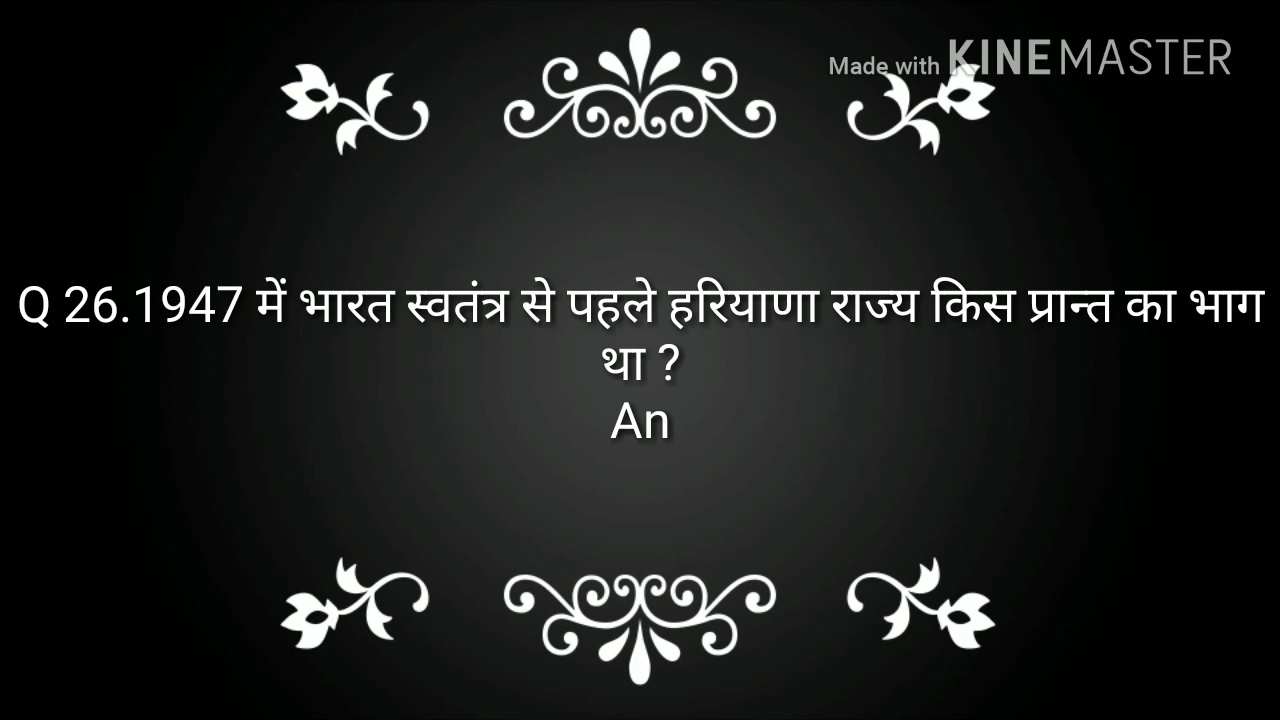 Made with KINEMASTER
Q 26.1947 में भारत स्वतंत्र से पहले हरियाणा राज्य किस प्रान्त का भाग
था ?
An